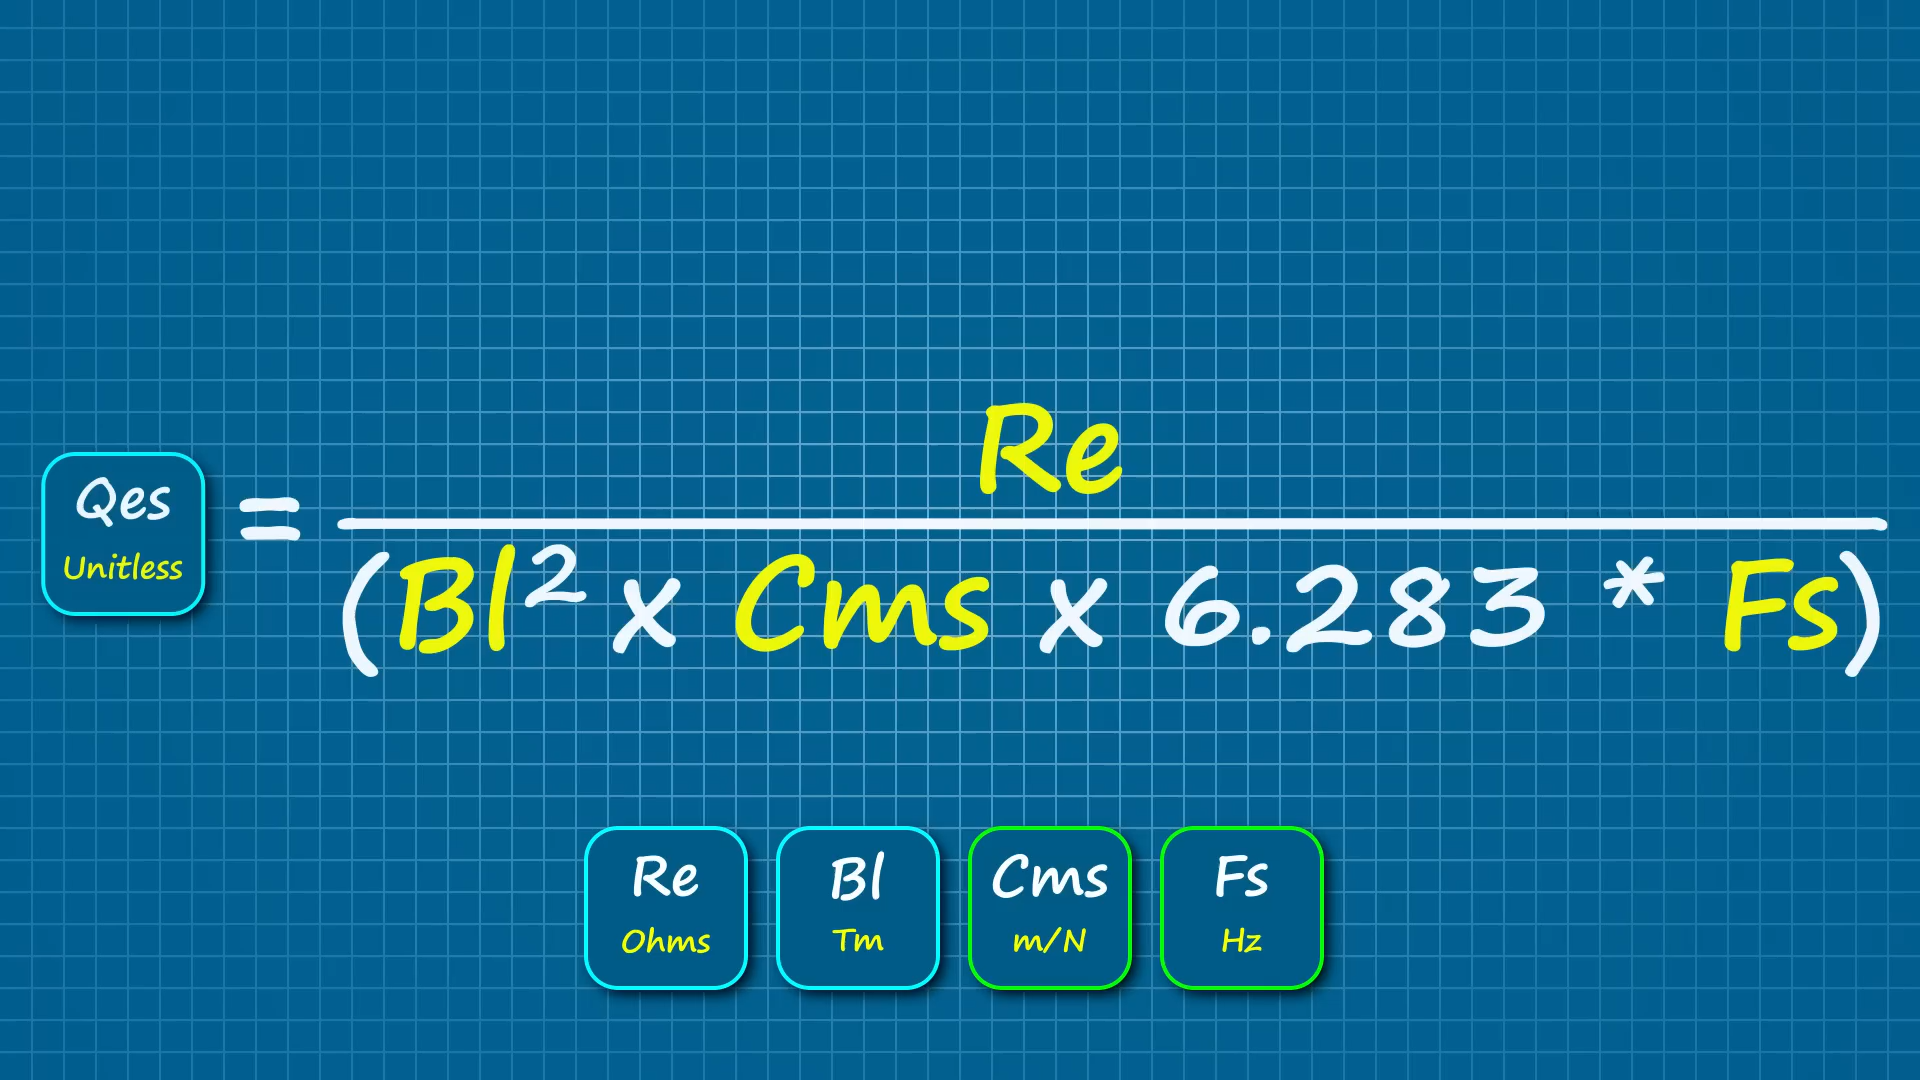 Qes
Unitless
=
Re
(Bl² x Cms x 6.283 * Fs)
Re
Ohms
Bl
Tm
Cms
m/N
Fs
Hz